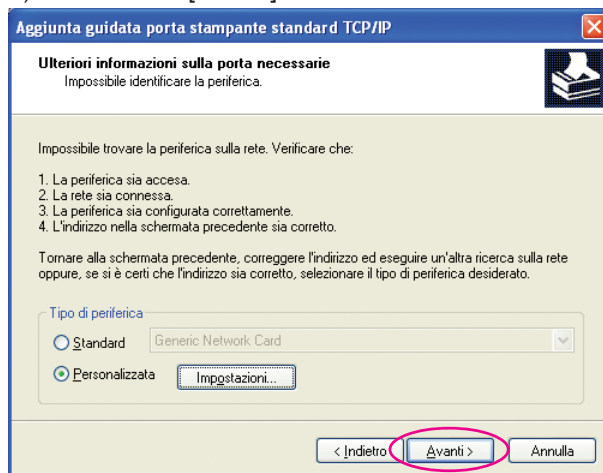 Aggiunta guidata porta stampante standard TCP/IP
Ulteriori informazioni sulla porta necessarie
Impossibile identificare la periferica.
Impossibile trovare la periferica sulla rete. Verificare che:
1. La periferica sia accesa.
2. La rete sia connessa.
3. La periferica sia configurata correttamente.
4. L'indirizzo nella schermata precedente sia corretto.
Tornare alla schermata precedente, correggere l'indirizzo ed eseguire un'altra ricerca sulla rete
oppure, se si è certi che l'indirizzo sia corretto, selezionare il tipo di periferica desiderato.
Tipo di periferica
Standard Generic Network Card
Personalizzata Impostazioni...
< Indietro Avanti > Annulla